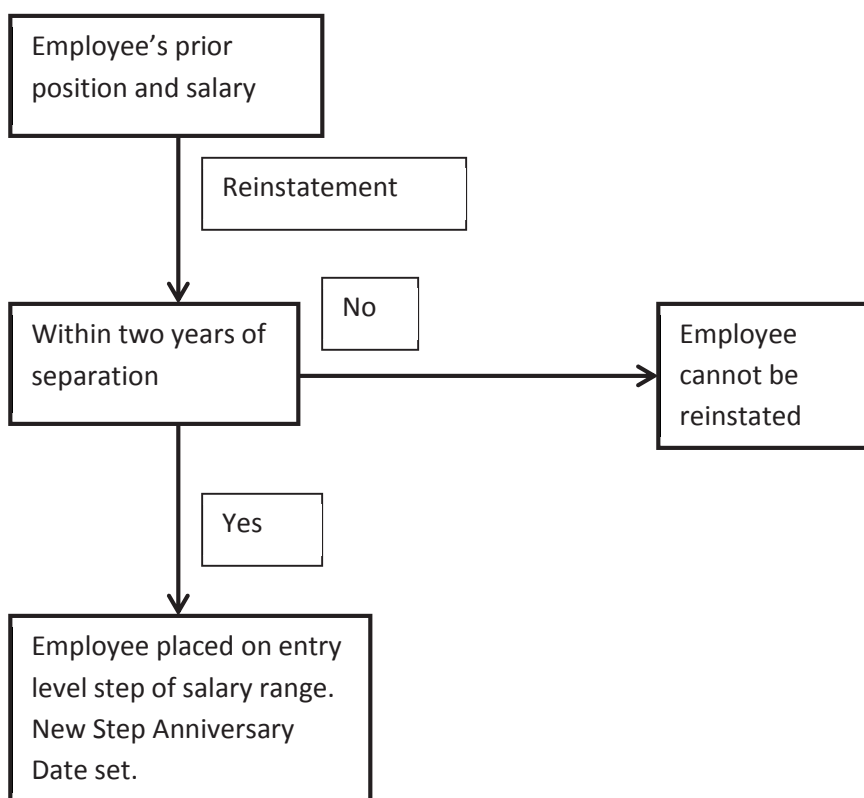 Employee’s prior
position and salary
Reinstatement
No
Within two years of
separation
Employee
cannot be
reinstated
Yes
Employee placed on entry
level step of salary range.
New Step Anniversary
Date set.